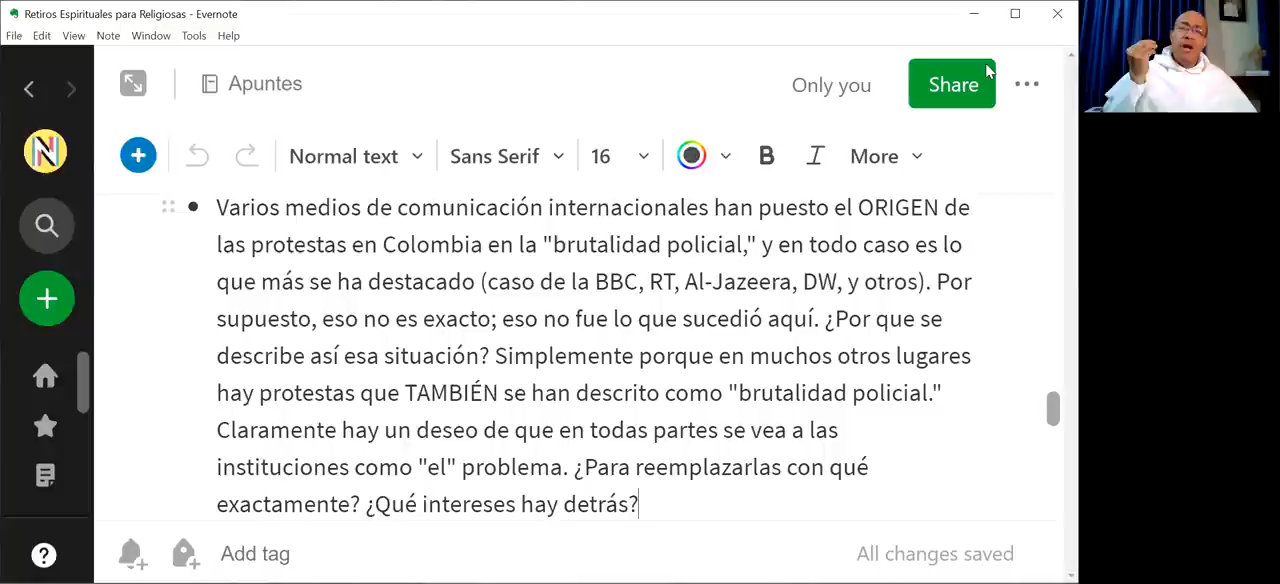 Retiros Espirituales para Religiosas - Evernote
File Edit View Note Window Tools Help
Apuntes
Only you
Share
Normal text
Sans Serif
16
B
I
More
Varios medios de comunicación internacionales han puesto el ORIGEN de
las protestas en Colombia en la "brutalidad policial," y en todo caso es lo
que más se ha destacado (caso de la BBC, RT, Al-Jazeera, DW, y otros). Por
supuesto, eso no es exacto; eso no fue lo que sucedió aquí. ¿Por que se
describe así esa situación? Simplemente porque en muchos otros lugares
hay protestas que TAMBIÉN se han descrito como "brutalidad policial."
Claramente hay un deseo de que en todas partes se vea a las
instituciones como "el" problema. ¿Para reemplazarlas con qué
exactamente? ¿Qué intereses hay detrás?
Add tag
All changes saved